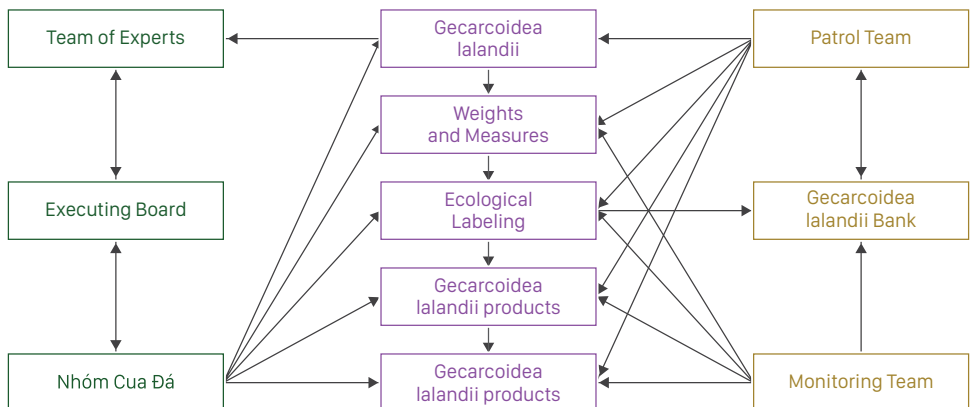 Team of Experts
Gecarcoidea
lalandii
Patrol Team
Weights
and Measures
Executing Board
Ecological
Labeling
Gecarcoidea
lalandii Bank
Gecarcoidea
lalandii products
Nhóm Cua Đá
Gecarcoidea
lalandii products
Monitoring Team